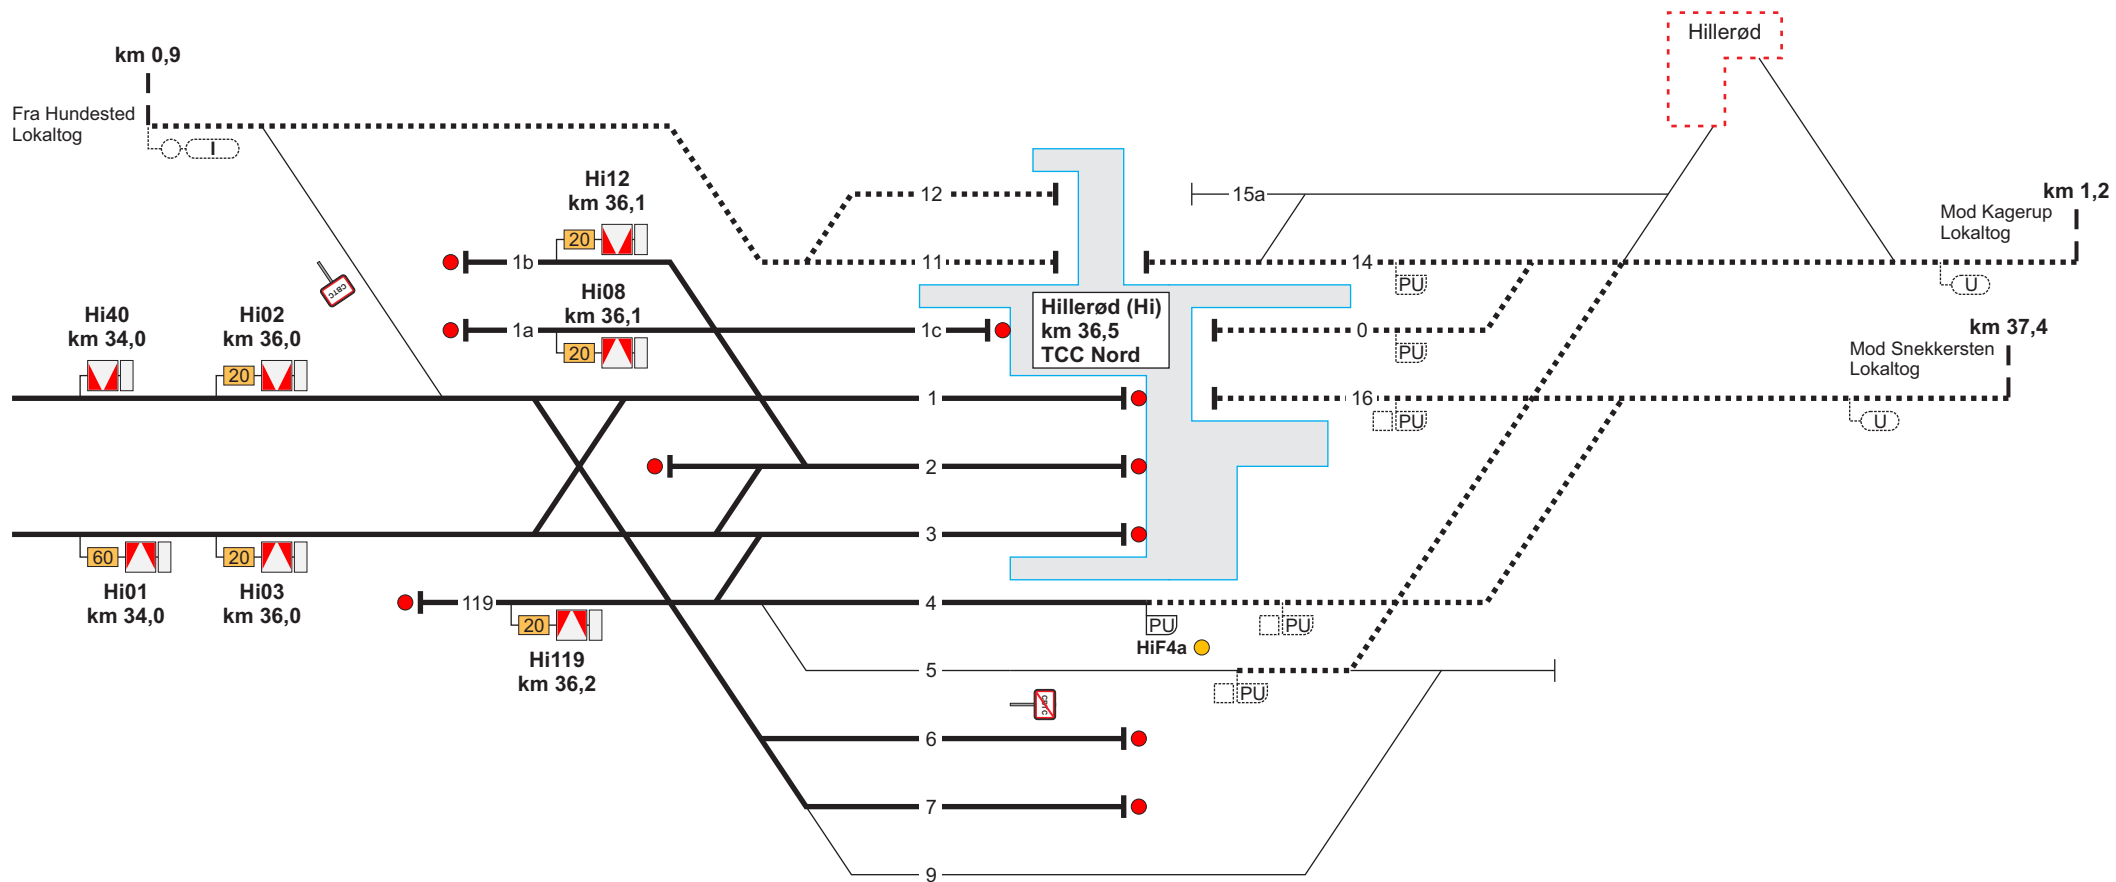 Hillerød
km 0,9
Fra Hundested
Lokaltog
I
Hi12
km 36,1
20
12
15a
km 1,2
Mod Kagerup
Lokaltog
1b
11
14
PU
U
CBTC
Hi08
km 36,1
20
1a
1c
Hillerød (Hi)
km 36,5
TCC Nord
0
PU
km 37,4
Mod Snekkersten
Lokaltog
Hi40
km 34,0
Hi02
km 36,0
20
1
16
PU
U
2
3
60
Hi01
km 34,0
20
Hi03
km 36,0
119
4
20
Hi119
km 36,2
PU
HiF4a
PU
5
PU
CBTC
6
7
9